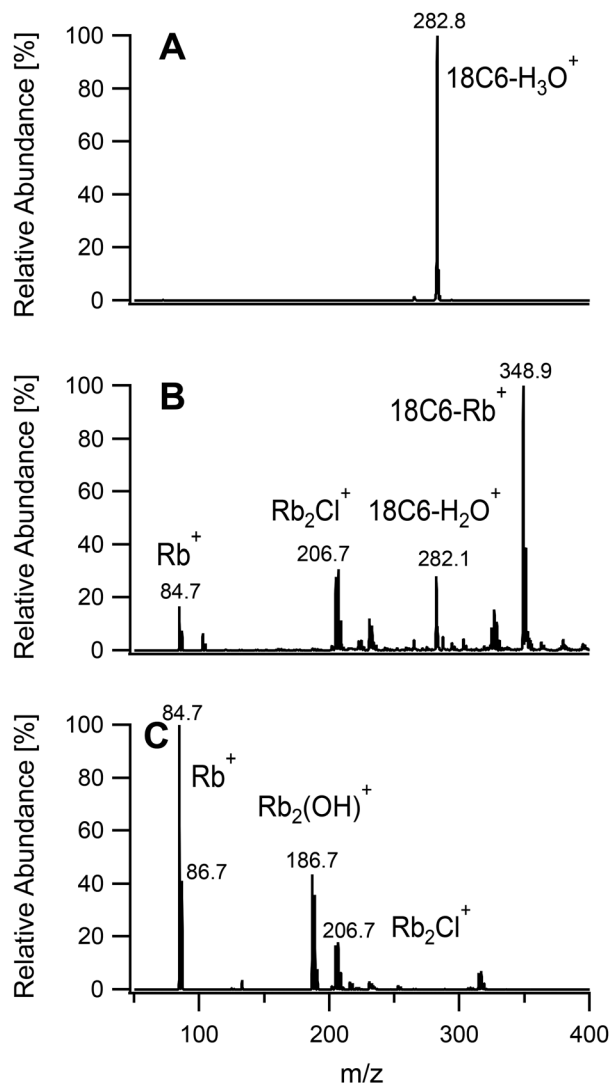 A
282.8
18C6-H₃O⁺
100
80
60
40
20
0
Relative Abundance [%]
B
348.9
18C6-Rb⁺
Rb₂Cl⁺
18C6-H₂O⁺
206.7
282.1
Rb⁺
84.7
100
80
60
40
20
0
Relative Abundance [%]
84.7
C
Rb⁺
Rb₂(OH)⁺
86.7
186.7
206.7
Rb₂Cl⁺
100
80
60
40
20
0
Relative Abundance [%]
100
200
300
400
m/z